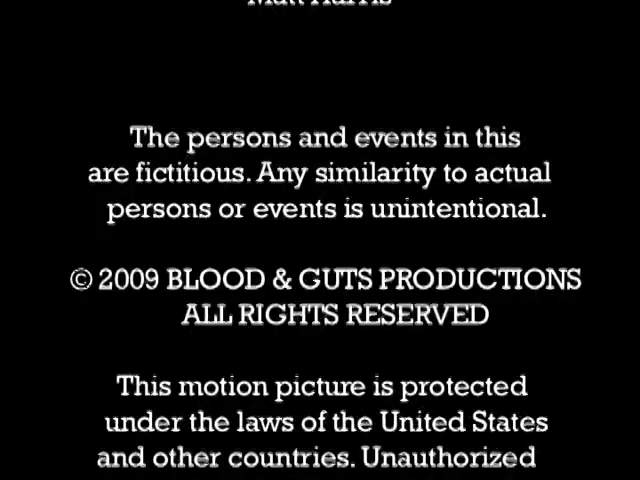 Matt Harris
The persons and events in this
are fictitious. Any similarity to actual
persons or events is unintentional.
© 2009 BLOOD & GUTS PRODUCTIONS
ALL RIGHTS RESERVED
This motion picture is protected
under the laws of the United States
and other countries. Unauthorized